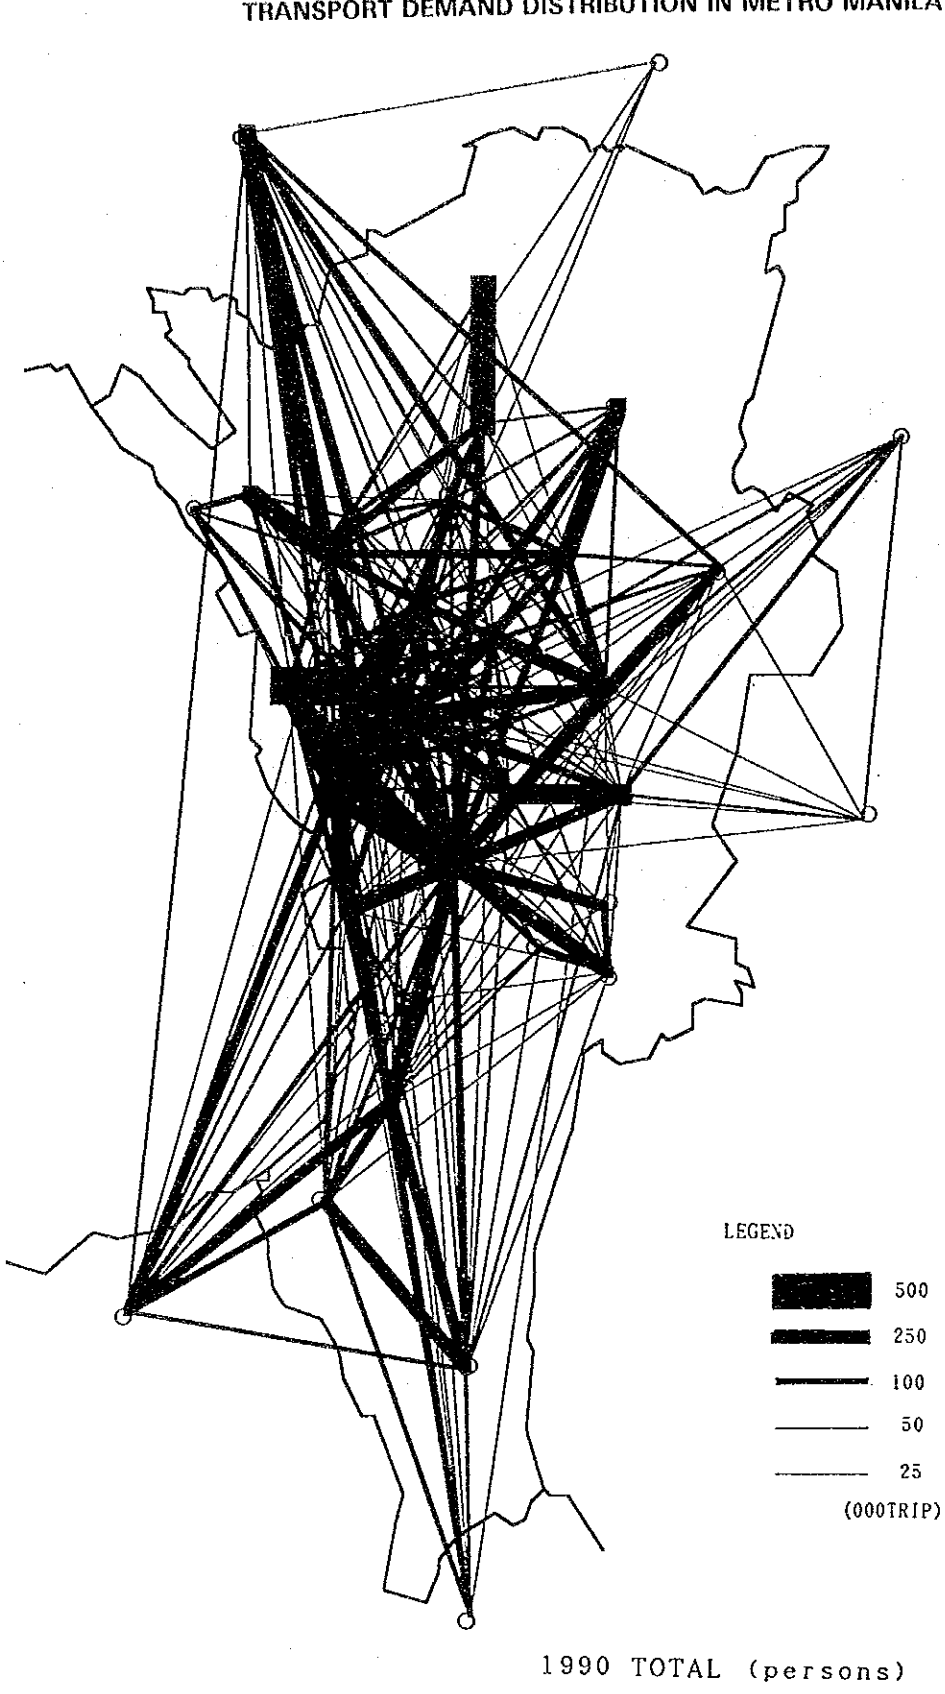 TRANSPORT DEMAND DISTRIBUTION IN METRO MANILA
LEGEND
500
250
100
50
25
(000TRIP)
1990 TOTAL (persons)